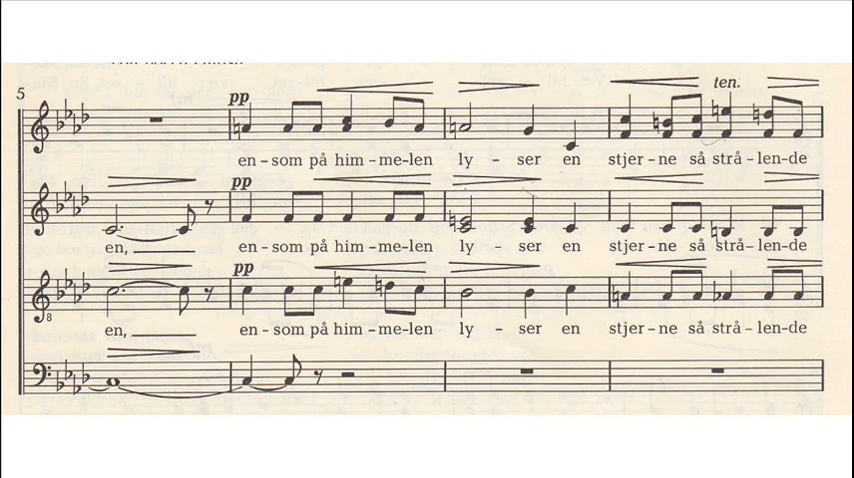 5
pp
ten.
en-som på him-me-len ly - ser en stjer-ne så strå-len-de
pp
en, en-som på him-me-len ly - ser en stjer-ne så strå-len-de
pp
8
en, en-som på him-me-len ly - ser en stjer-ne så strå-len-de